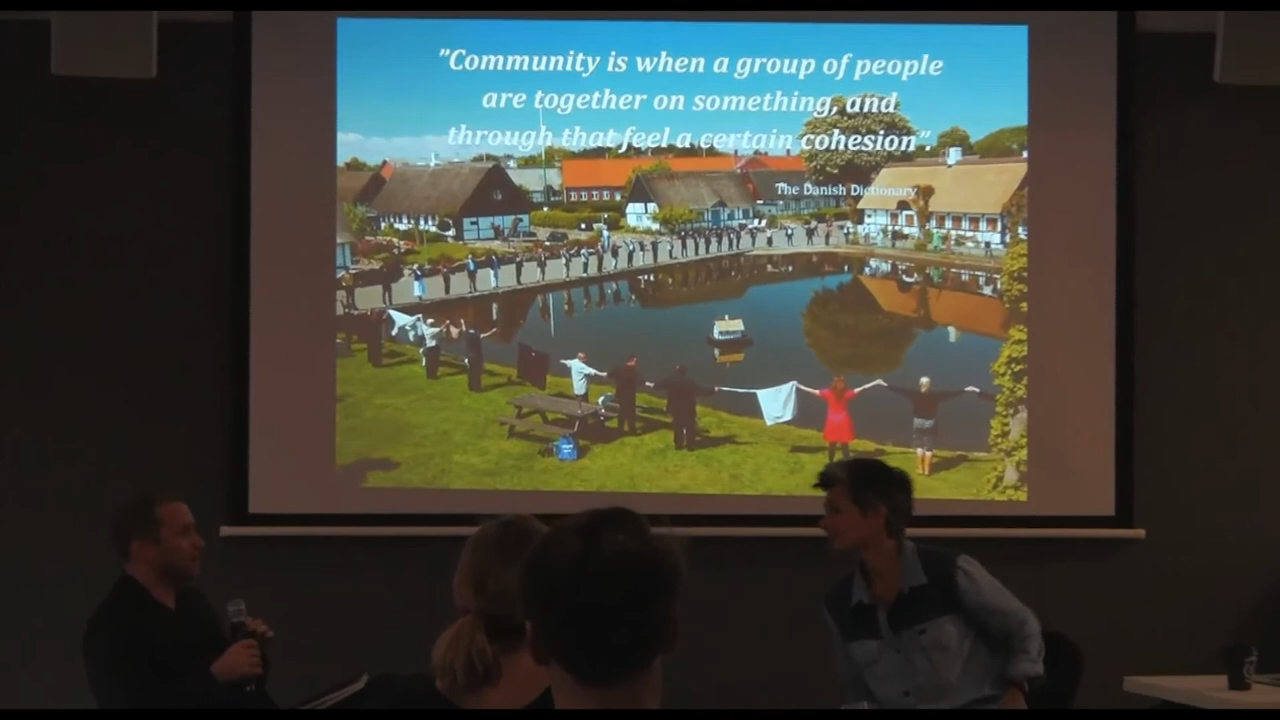 "Community is when a group of people
are together on something, and
through that feel a certain cohesion".
The Danish Dictionary